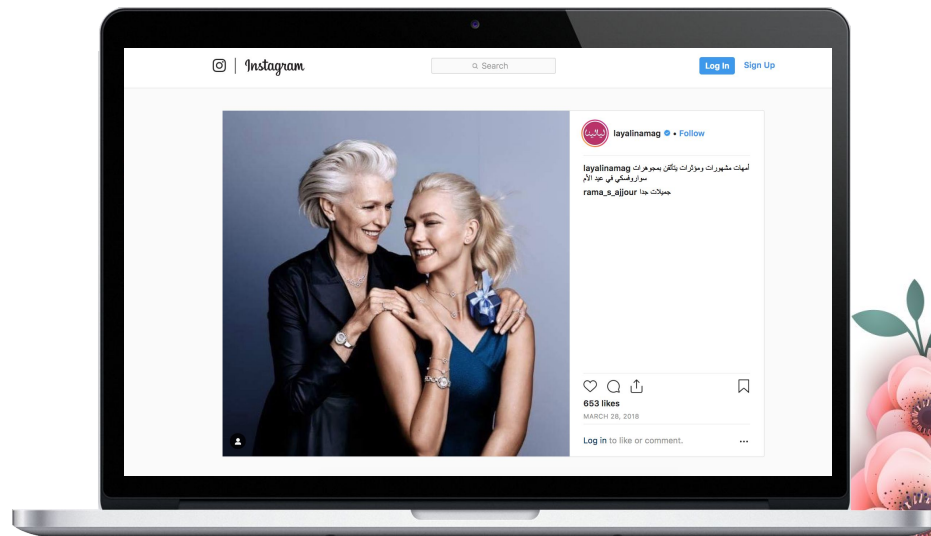 Instagram
Search
Log In
Sign Up
ليالينا
layalinamag • Follow
layalinamag أمهات مشهورات ومؤثرات يتألقن بمجوهرات
سواروفسكي في عيد الأم
rama_s_ajjour جميلات جدا
653 likes
MARCH 28, 2018
Log in to like or comment.